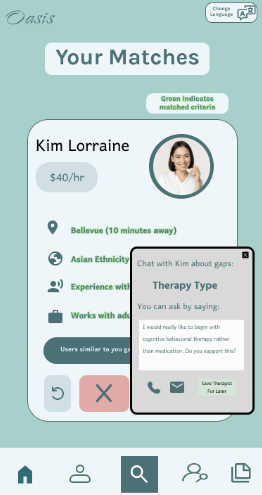 Oasis
Change
Language
Your Matches
Green indicates
matched criteria
Kim Lorraine
$40/hr
Bellevue (10 minutes away)
Asian Ethnicity
Experience with
Works with adu
Users similar to you g
Chat with Kim about gaps:
Therapy Type
You can ask by saying:
I would really like to begin with
cognitive behavioral therapy rather
than medication. Do you support this?
Save Therapist
For Later